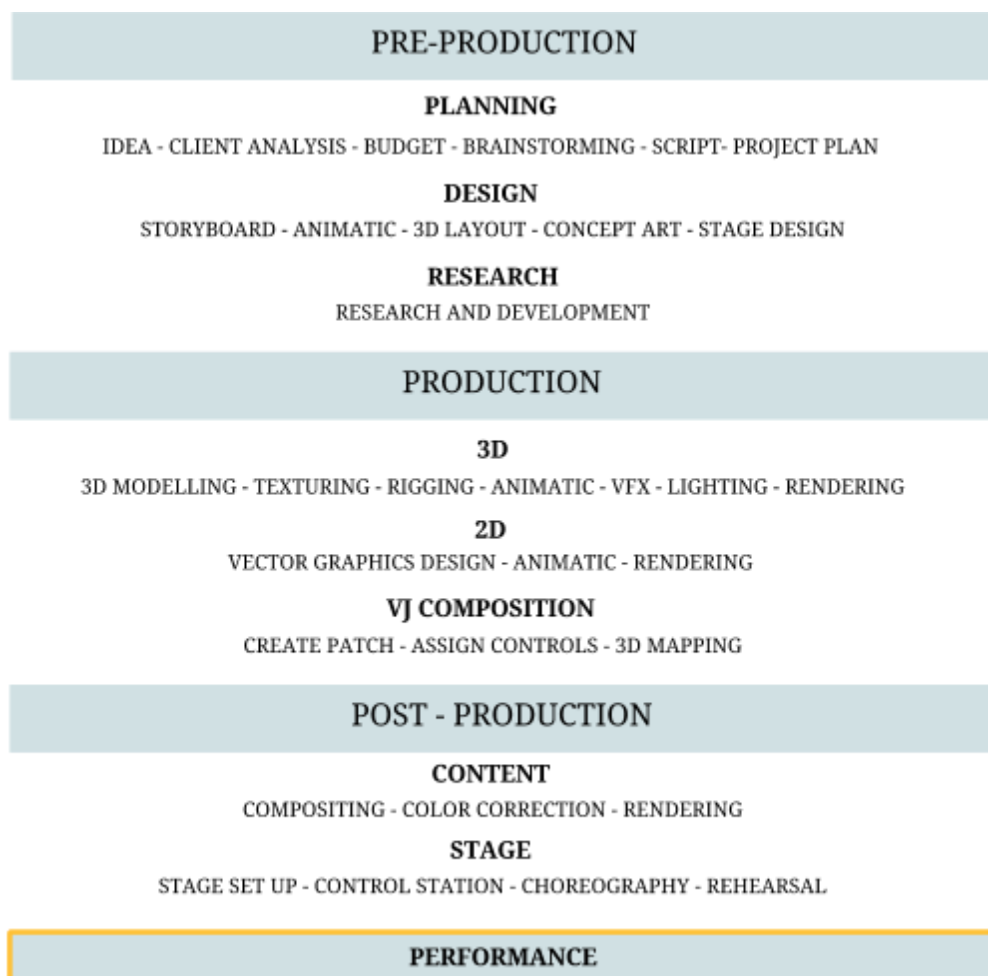 PRE-PRODUCTION
PLANNING
IDEA - CLIENT ANALYSIS - BUDGET - BRAINSTORMING - SCRIPT- PROJECT PLAN
DESIGN
STORYBOARD - ANIMATIC - 3D LAYOUT - CONCEPT ART - STAGE DESIGN
RESEARCH
RESEARCH AND DEVELOPMENT
PRODUCTION
3D
3D MODELLING - TEXTURING - RIGGING - ANIMATIC - VFX - LIGHTING - RENDERING
2D
VECTOR GRAPHICS DESIGN - ANIMATIC - RENDERING
VJ COMPOSITION
CREATE PATCH - ASSIGN CONTROLS - 3D MAPPING
POST - PRODUCTION
CONTENT
COMPOSITING - COLOR CORRECTION - RENDERING
STAGE
STAGE SET UP - CONTROL STATION - CHOREOGRAPHY - REHEARSAL
PERFORMANCE